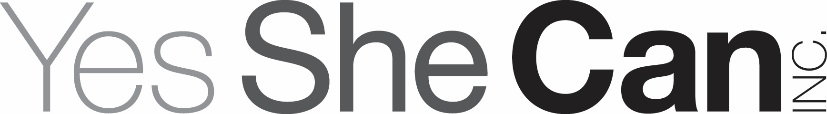 Yes She Can INC.